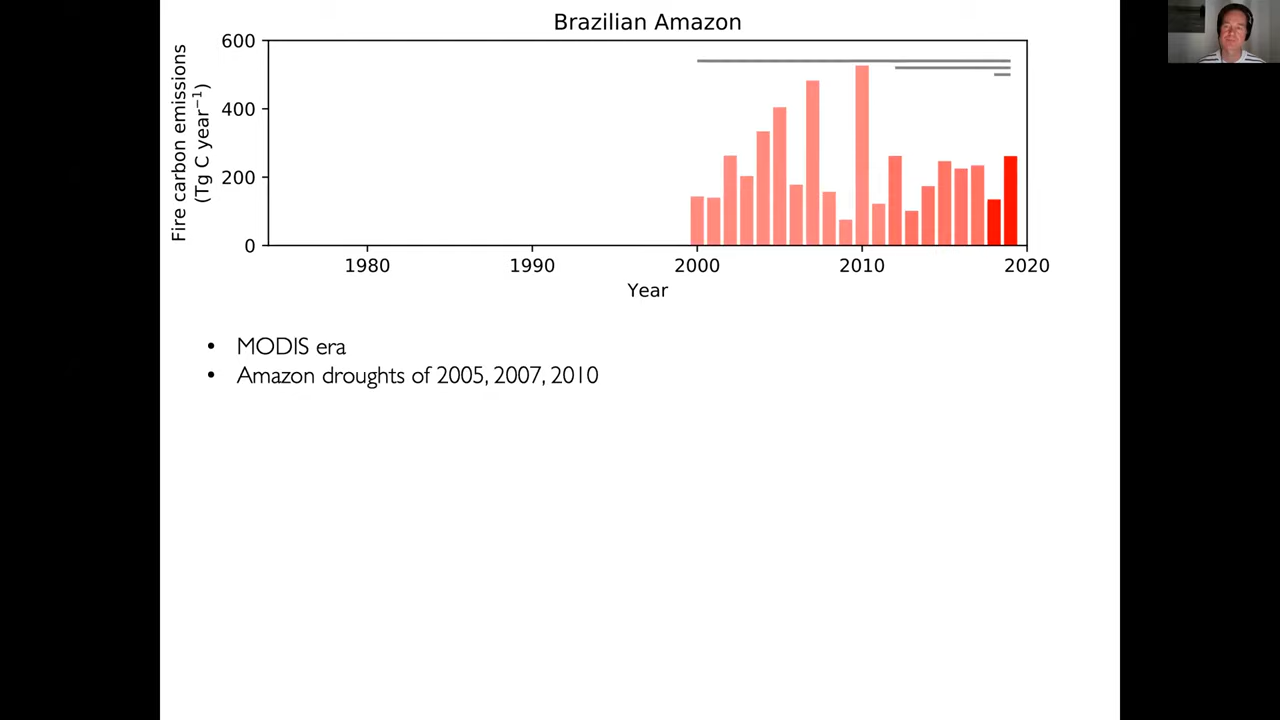 Brazilian Amazon
Fire carbon emissions
(Tg C year⁻¹)
600
400
200
0
1980 1990 2000 2010 2020
Year
• MODIS era
• Amazon droughts of 2005, 2007, 2010